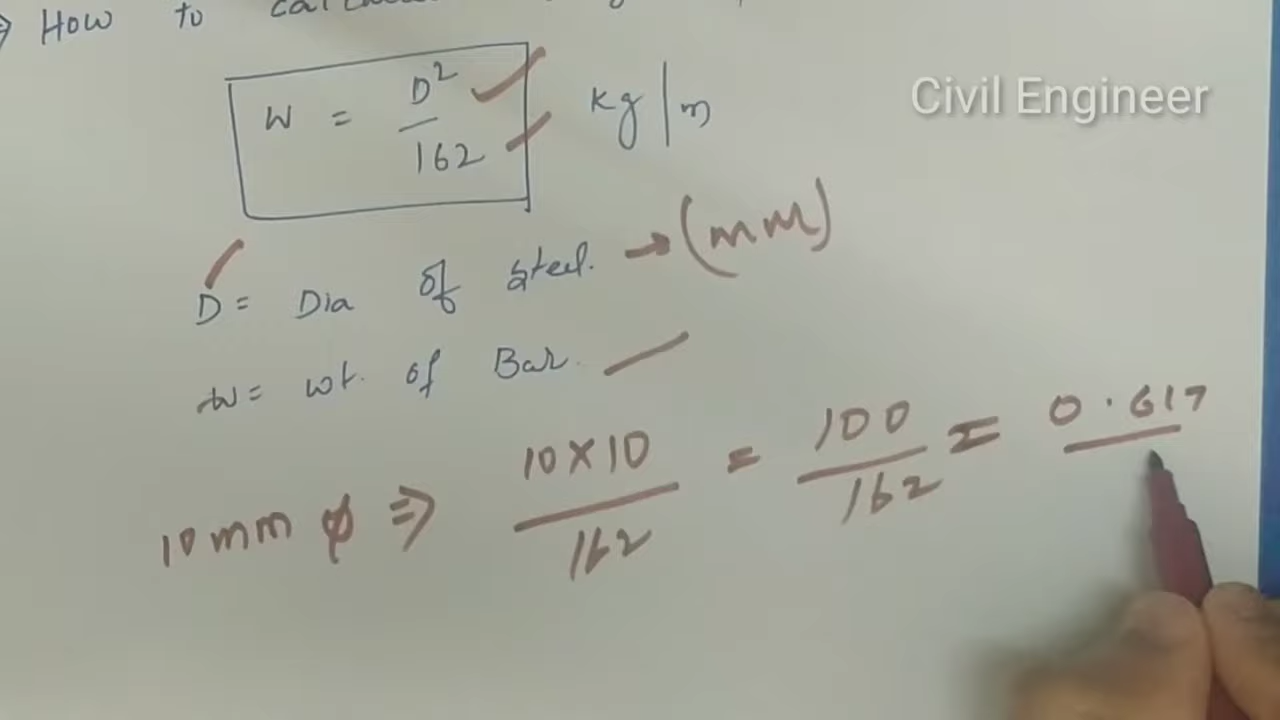 ⇒ How to
W = D²/162 kg/m
Civil Engineer
D = Dia of steel. → (mm)
W = wt. of Bar.
10mm φ ⇒ 10×10/162 = 100/162 = 0.617